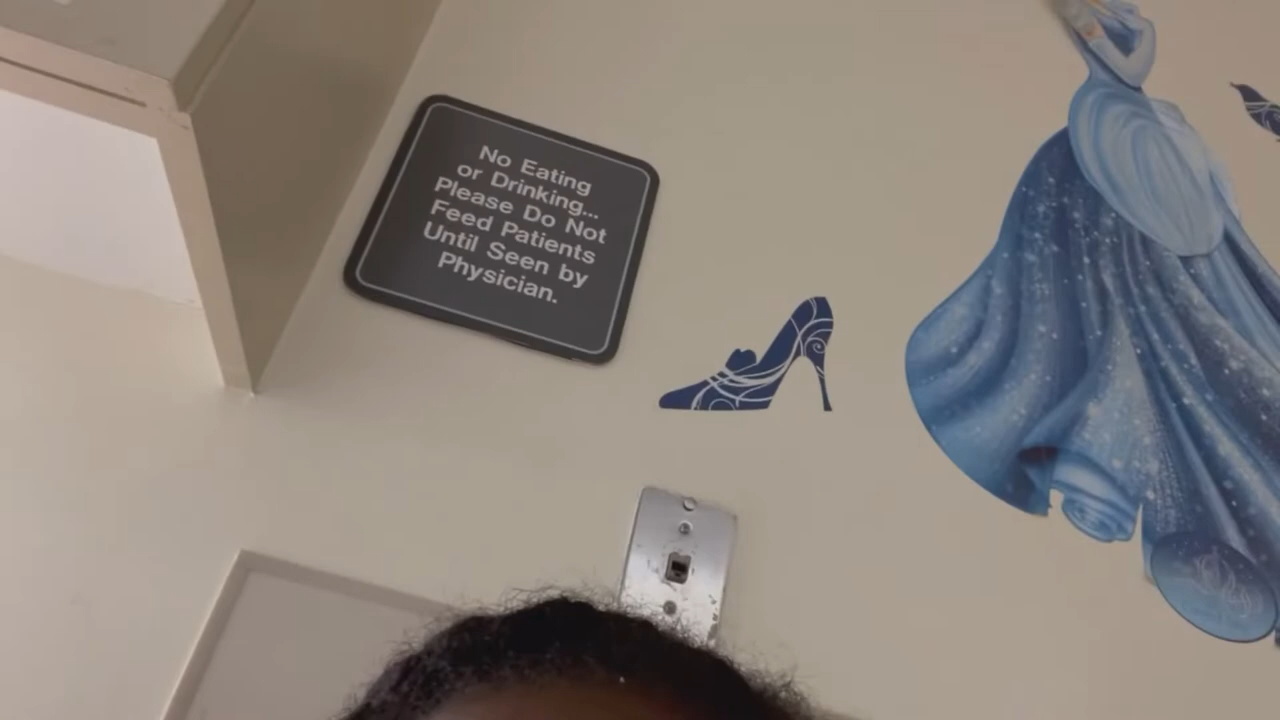 No Eating
or Drinking...
Please Do Not
Feed Patients
Until Seen by
Physician.